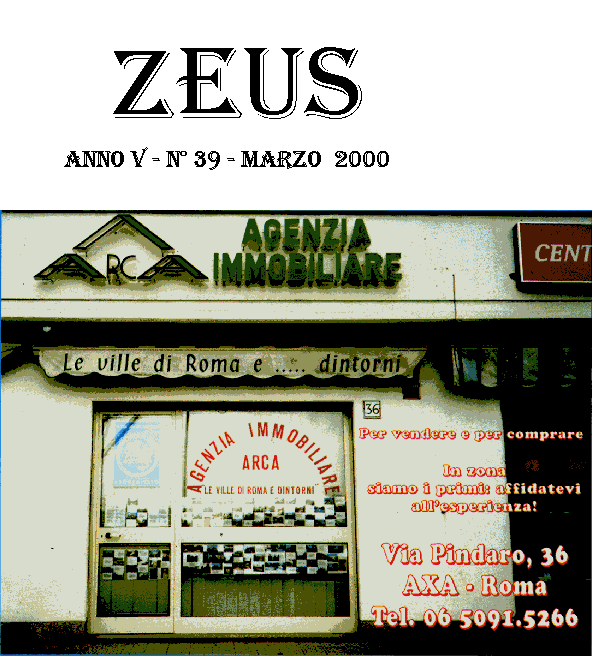 ZEUS
ANNO V - N° 39 - MARZO 2000
ARCA
AGENZIA
IMMOBILIARE
CENT
Le ville di Roma e ..... dintorni
36
AGENZIA IMMOBILIARE
ARCA
"LE VILLE DI ROMA E DINTORNI"
Per vendere e per comprare
In zona
siamo i primi: affidatevi
all'esperienza!
Via Pindaro, 36
AXA - Roma
Tel. 06 5091.5266